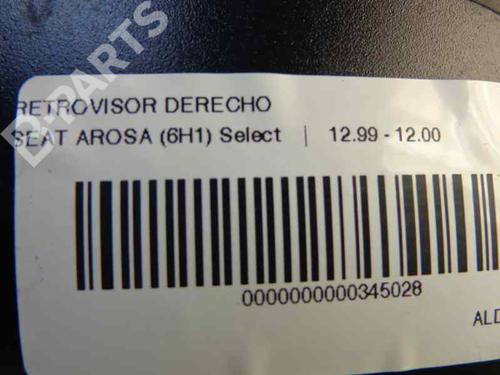 D-PARTS
RETROVISOR DERECHO
SEAT AROSA (6H1) Select | 12.99 - 12.00
0000000000345028
ALD